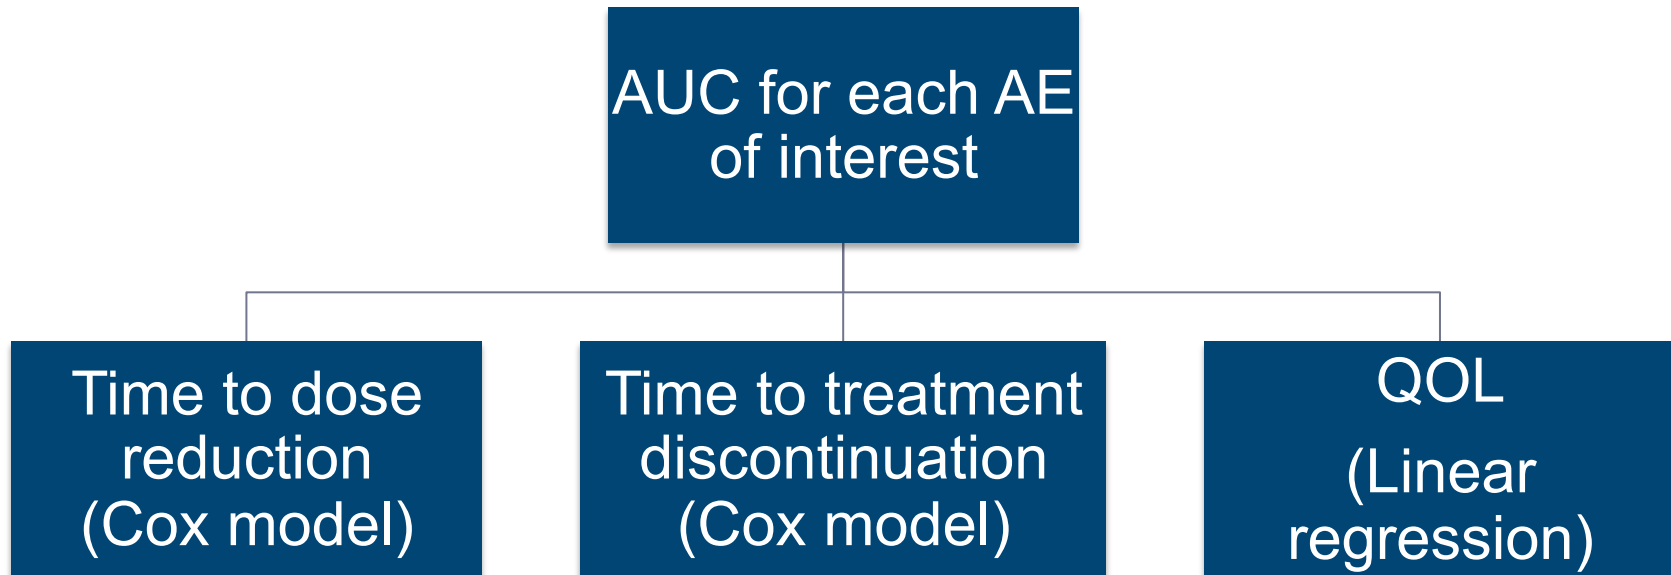 AUC for each AE
of interest
Time to dose
reduction
(Cox model)
Time to treatment
discontinuation
(Cox model)
QOL
(Linear
regression)